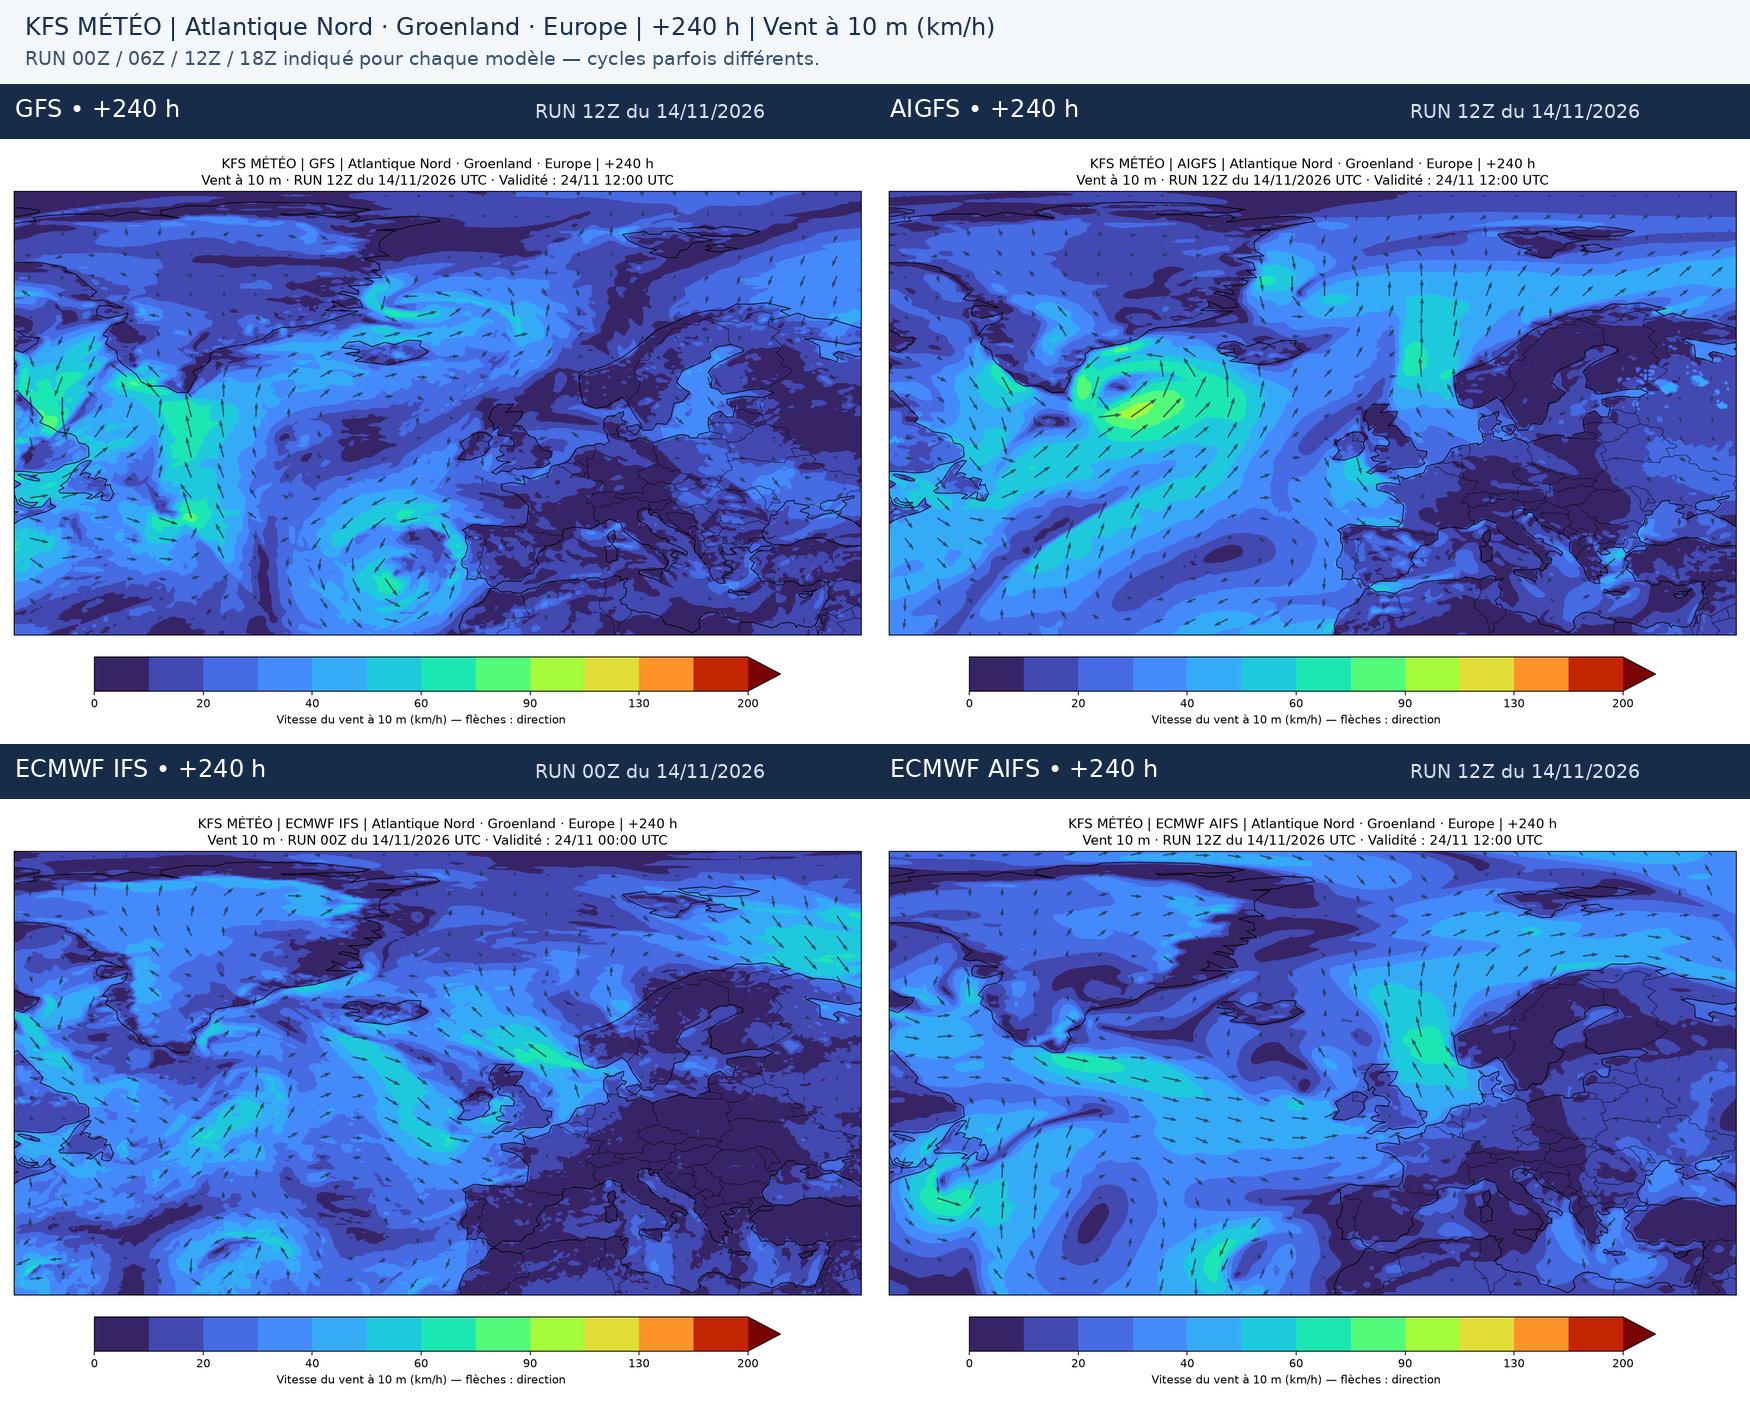 KFS MÉTÉO | Atlantique Nord · Groenland · Europe | +240 h | Vent à 10 m (km/h)
RUN 00Z / 06Z / 12Z / 18Z indiqué pour chaque modèle — cycles parfois différents.
GFS • +240 h
RUN 12Z du 14/11/2026
KFS MÉTÉO | GFS | Atlantique Nord · Groenland · Europe | +240 h
Vent à 10 m · RUN 12Z du 14/11/2026 UTC · Validité : 24/11 12:00 UTC
0 20 40 60 90 130 200
Vitesse du vent à 10 m (km/h) — flèches : direction
AIGFS • +240 h
RUN 12Z du 14/11/2026
KFS MÉTÉO | AIGFS | Atlantique Nord · Groenland · Europe | +240 h
Vent à 10 m · RUN 12Z du 14/11/2026 UTC · Validité : 24/11 12:00 UTC
0 20 40 60 90 130 200
Vitesse du vent à 10 m (km/h) — flèches : direction
ECMWF IFS • +240 h
RUN 00Z du 14/11/2026
KFS MÉTÉO | ECMWF IFS | Atlantique Nord · Groenland · Europe | +240 h
Vent 10 m · RUN 00Z du 14/11/2026 UTC · Validité : 24/11 00:00 UTC
0 20 40 60 90 130 200
Vitesse du vent à 10 m (km/h) — flèches : direction
ECMWF AIFS • +240 h
RUN 12Z du 14/11/2026
KFS MÉTÉO | ECMWF AIFS | Atlantique Nord · Groenland · Europe | +240 h
Vent 10 m · RUN 12Z du 14/11/2026 UTC · Validité : 24/11 12:00 UTC
0 20 40 60 90 130 200
Vitesse du vent à 10 m (km/h) — flèches : direction